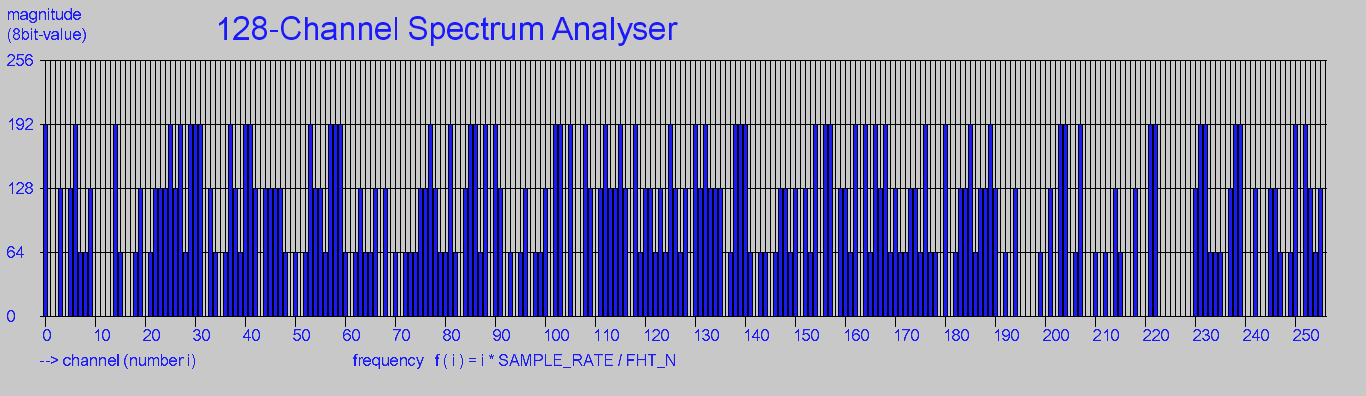 magnitude
(8bit-value)
128-Channel Spectrum Analyser
256
192
128
64
0
0 10 20 30 40 50 60 70 80 90 100 110 120 130 140 150 160 170 180 190 200 210 220 230 240 250
--> channel (number i) frequency f ( i ) = i * SAMPLE_RATE / FHT_N